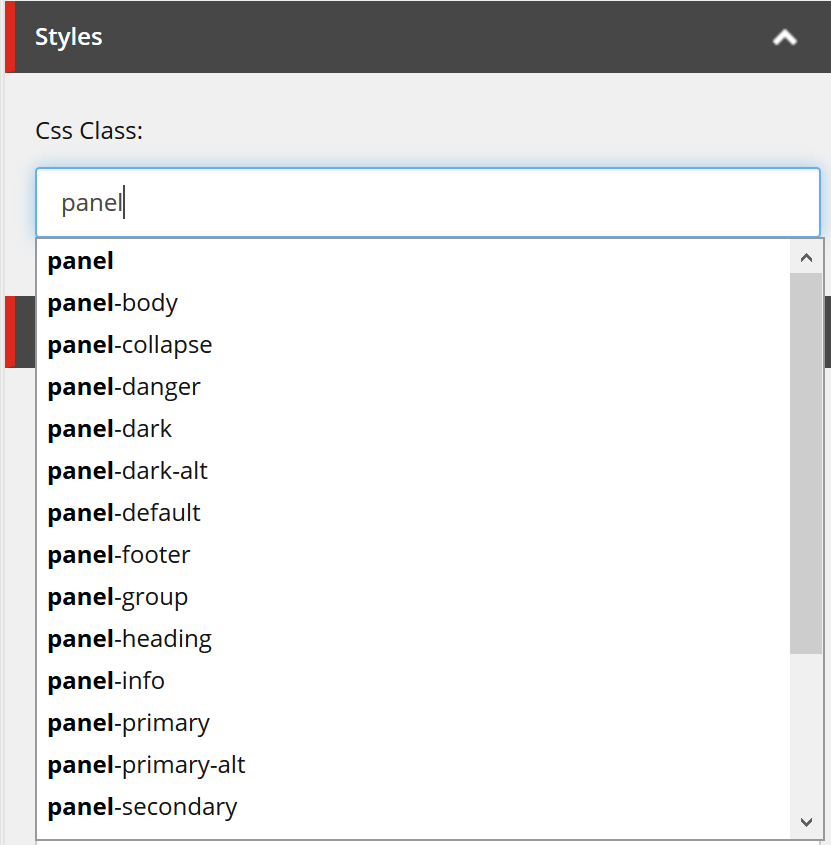 Styles
Css Class:
panel
panel
panel-body
panel-collapse
panel-danger
panel-dark
panel-dark-alt
panel-default
panel-footer
panel-group
panel-heading
panel-info
panel-primary
panel-primary-alt
panel-secondary